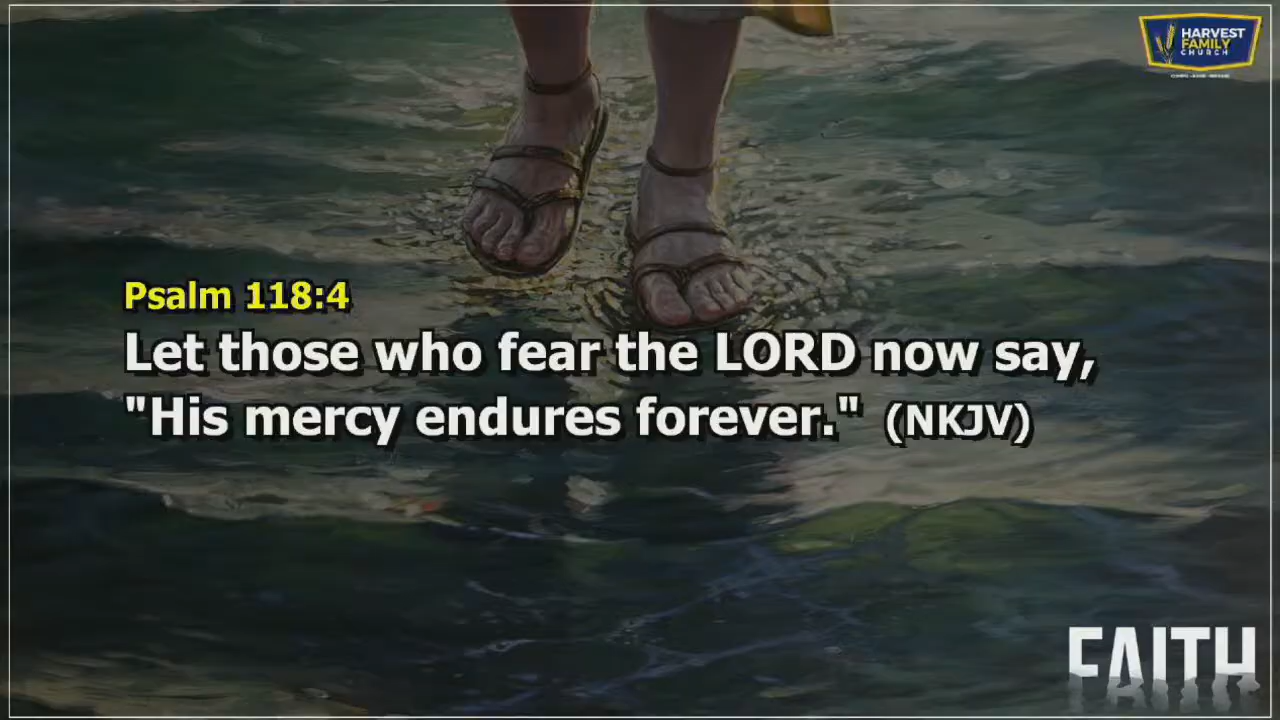 HARVEST
FAMILY
CHURCH
Psalm 118:4
Let those who fear the LORD now say,
"His mercy endures forever." (NKJV)
FAITH